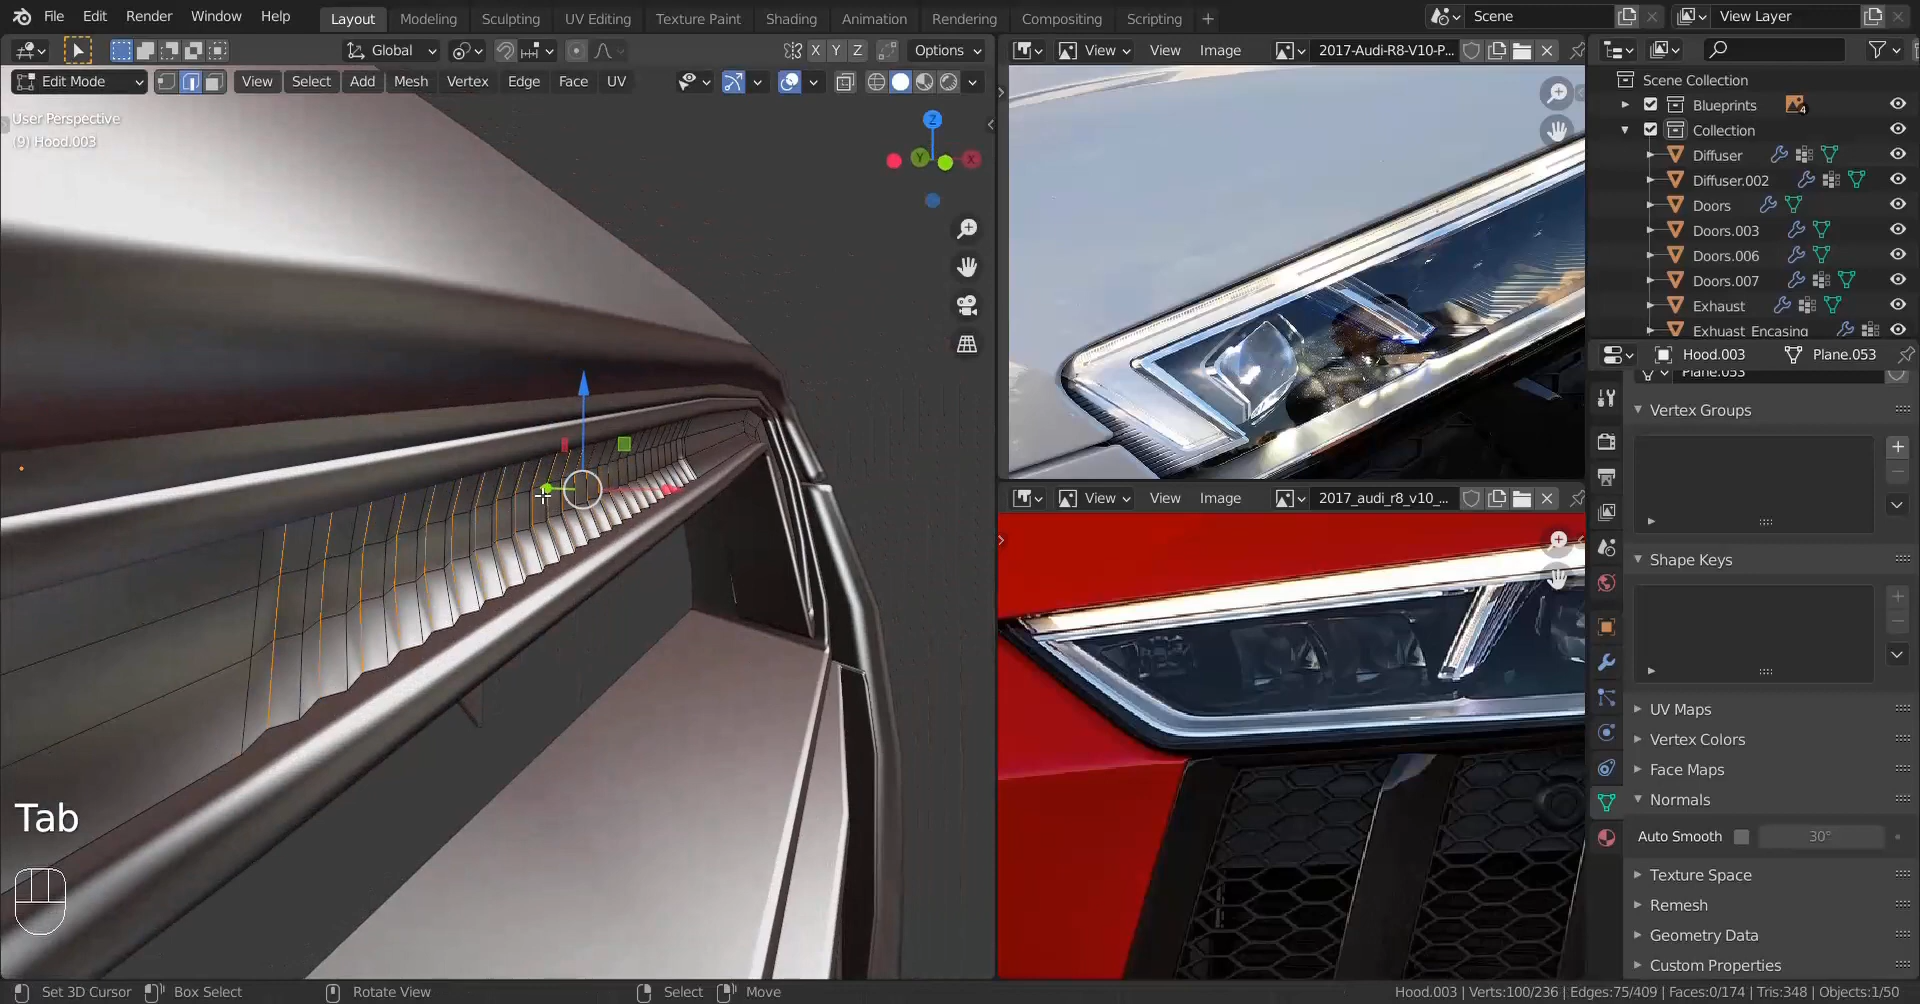 File Edit Render Window Help Layout Modeling Sculpting UV Editing Texture Paint Shading Animation Rendering Compositing Scripting + Scene View Layer
Global X Y Z Options
View View Image 2017-Audi-R8-V10-P...
Edit Mode View Select Add Mesh Vertex Edge Face UV
User Perspective
(9) Hood.003
Z
Y
X
Scene Collection
Blueprints 4
Collection
Diffuser
Diffuser.002
Doors
Doors.003
Doors.006
Doors.007
Exhaust
Exhuast Encasing
Hood.003 Plane.053
Plane.053
Vertex Groups
View View Image 2017_audi_r8_v10_...
Shape Keys
UV Maps
Vertex Colors
Face Maps
Normals
Auto Smooth 30°
Texture Space
Remesh
Geometry Data
Custom Properties
Tab
Set 3D Cursor Box Select Rotate View Select Move Hood.003 | Verts:100/236 | Edges:75/409 | Faces:0/174 | Tris:348 | Objects:1/50